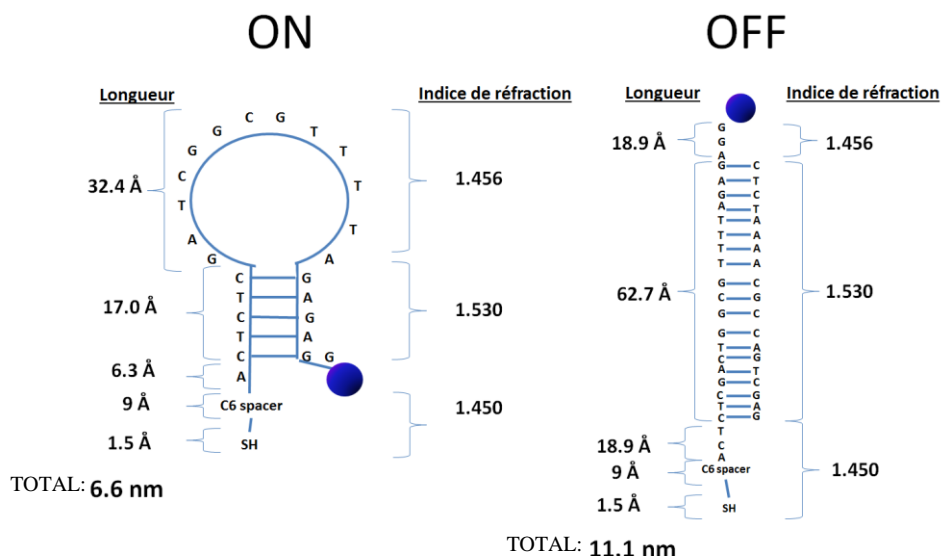 ON
Longueur
Indice de réfraction
G A T C G G C G T T T T A
32.4 Å
1.456
C G
T A
C G
T A
C G G
17.0 Å
1.530
A
6.3 Å
C6 spacer
9 Å
1.450
SH
1.5 Å
TOTAL: 6.6 nm
OFF
Longueur
Indice de réfraction
G
G
A
18.9 Å
1.456
G C
A T
G C
A T
T A
T A
T A
T A
G C
C G
G C
G C
T A
C G
A T
G C
C G
T A
C G
62.7 Å
1.530
T
C
A
18.9 Å
C6 spacer
9 Å
1.450
SH
1.5 Å
TOTAL: 11.1 nm